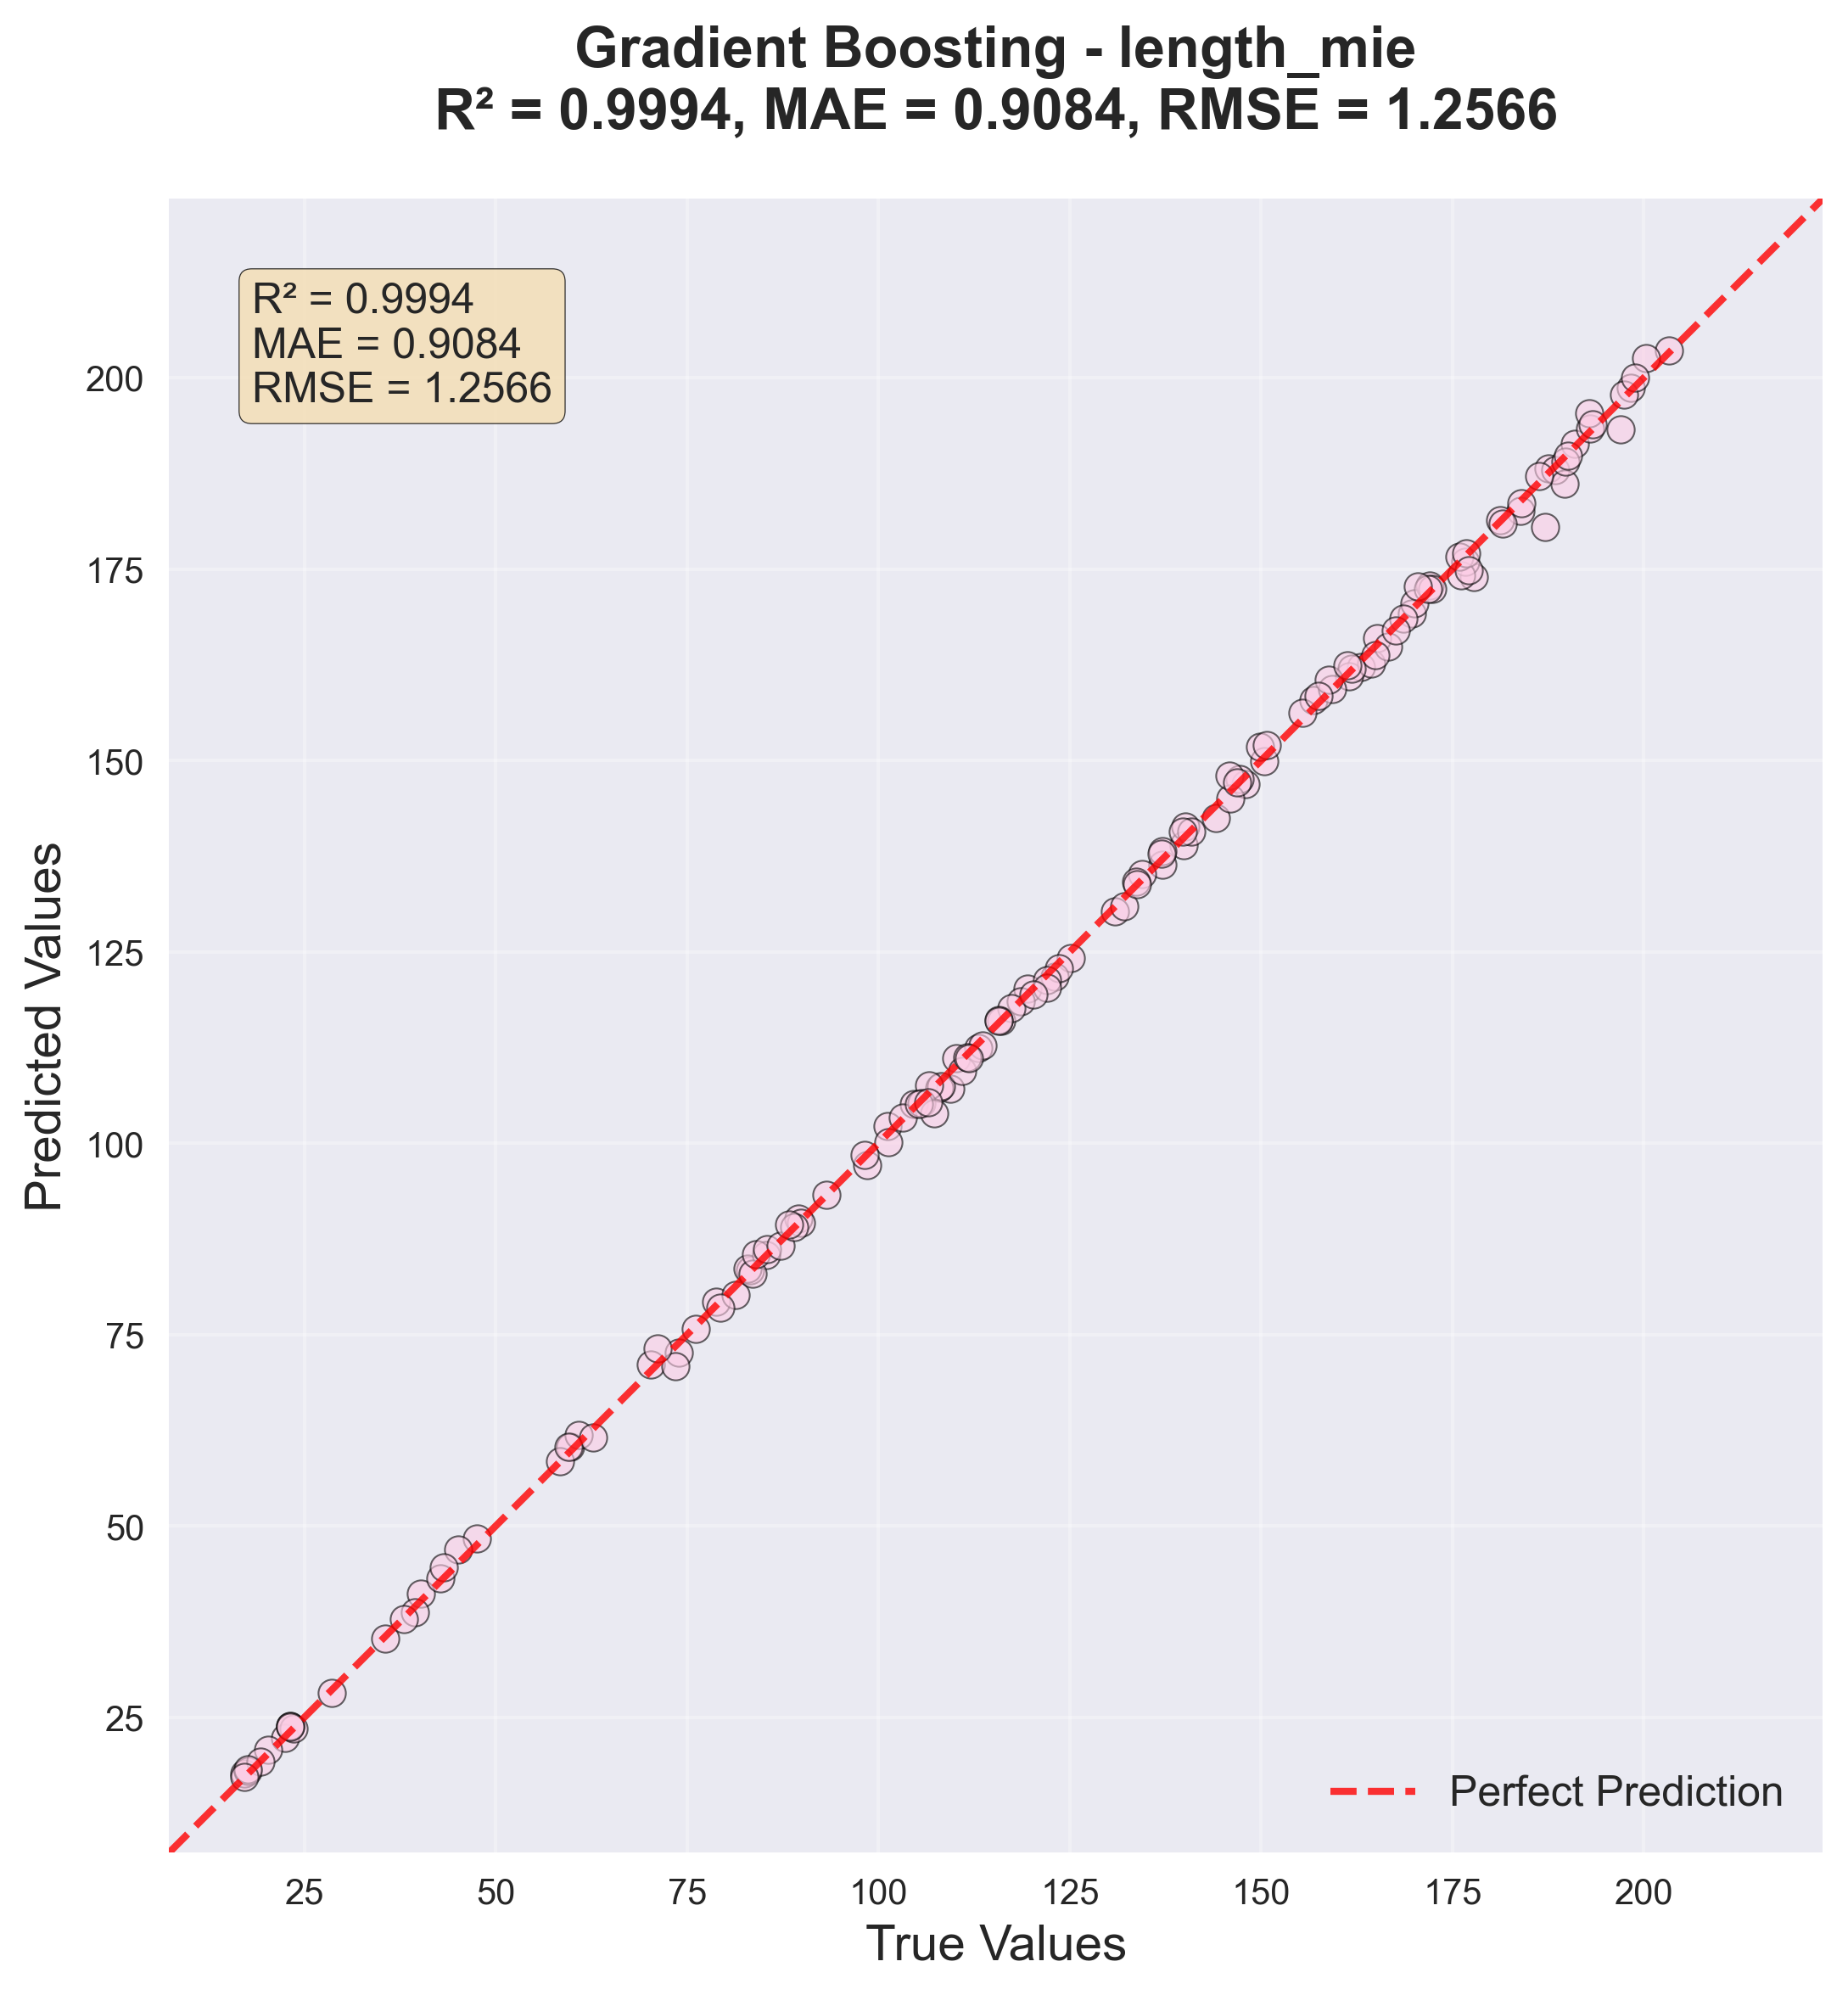 Gradient Boosting - length_mie
R² = 0.9994, MAE = 0.9084, RMSE = 1.2566
R² = 0.9994
MAE = 0.9084
RMSE = 1.2566
200
175
150
125
100
75
50
25
Predicted Values
Perfect Prediction
25 50 75 100 125 150 175 200
True Values